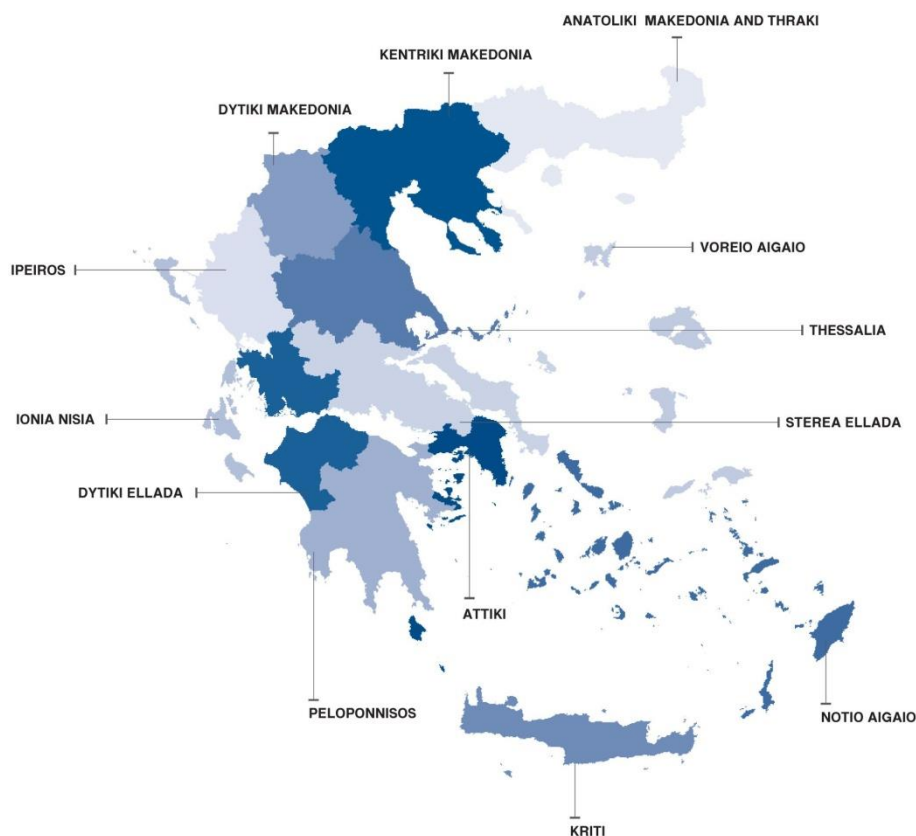 ANATOLIKI MAKEDONIA AND THRAKI
KENTRIKI MAKEDONIA
DYTIKI MAKEDONIA
VOREIO AIGAIO
IPEIROS
THESSALIA
IONIA NISIA
STEREA ELLADA
DYTIKI ELLADA
ATTIKI
PELOPONNISOS
NOTIO AIGAIO
KRITI